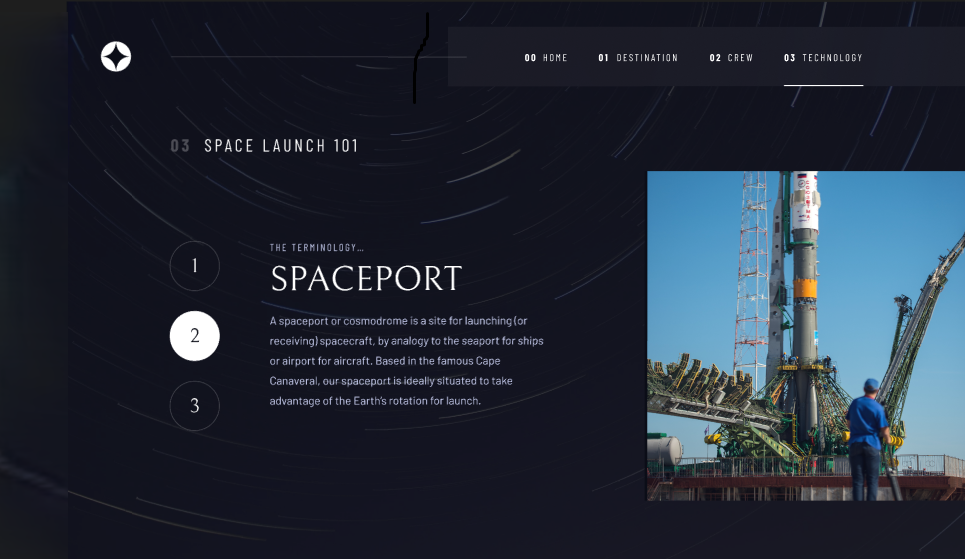 00 HOME 01 DESTINATION 02 CREW 03 TECHNOLOGY
03 SPACE LAUNCH 101
THE TERMINOLOGY...
SPACEPORT
1
2
3
A spaceport or cosmodrome is a site for launching (or
receiving) spacecraft, by analogy to the seaport for ships
or airport for aircraft. Based in the famous Cape
Canaveral, our spaceport is ideally situated to take
advantage of the Earth’s rotation for launch.